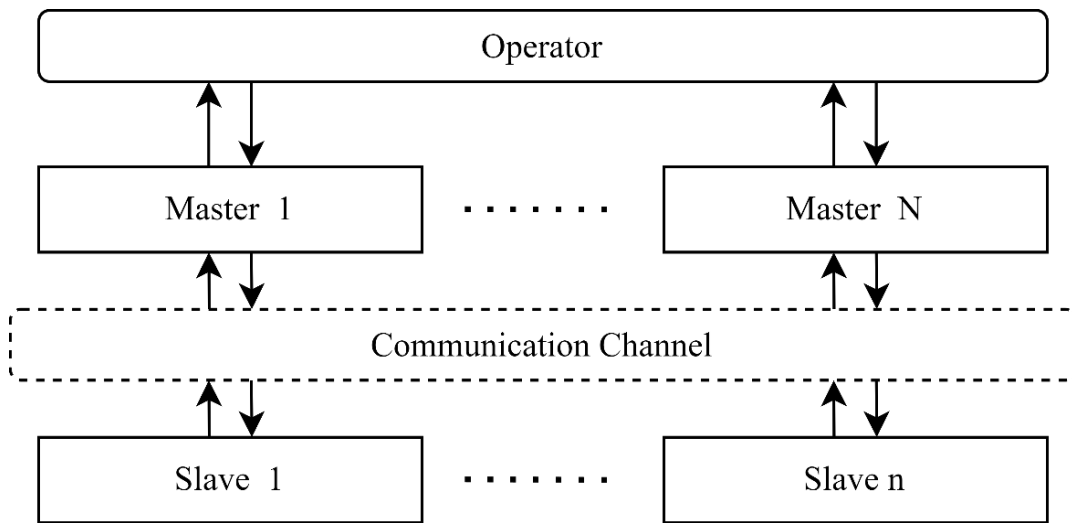 Operator
Master 1
.......
Master N
Communication Channel
Slave 1
.......
Slave n